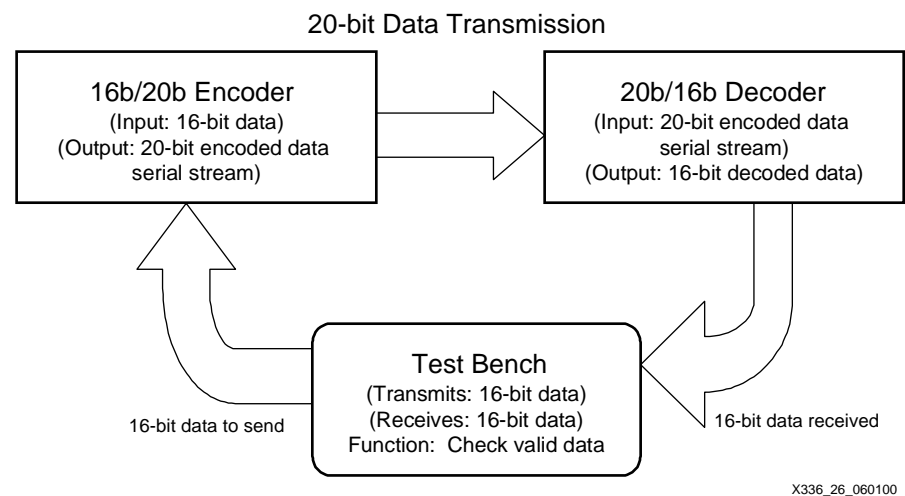 20-bit Data Transmission
16b/20b Encoder
(Input: 16-bit data)
(Output: 20-bit encoded data
serial stream)
20b/16b Decoder
(Input: 20-bit encoded data
serial stream)
(Output: 16-bit decoded data)
Test Bench
(Transmits: 16-bit data)
(Receives: 16-bit data)
Function: Check valid data
16-bit data to send
16-bit data received
X336_26_060100